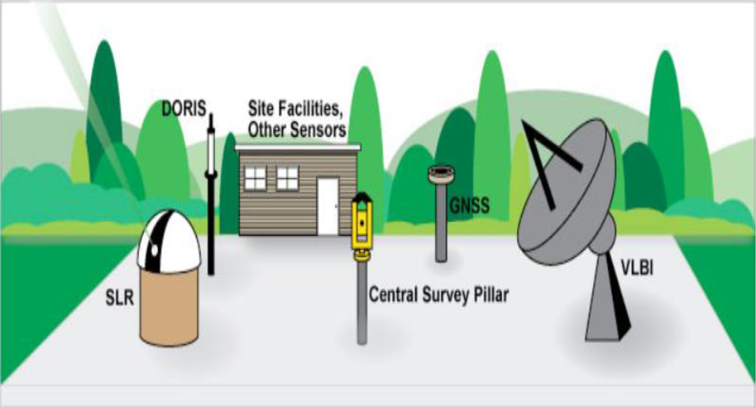 DORIS
Site Facilities,
Other Sensors
GNSS
VLBI
SLR
Central Survey Pillar